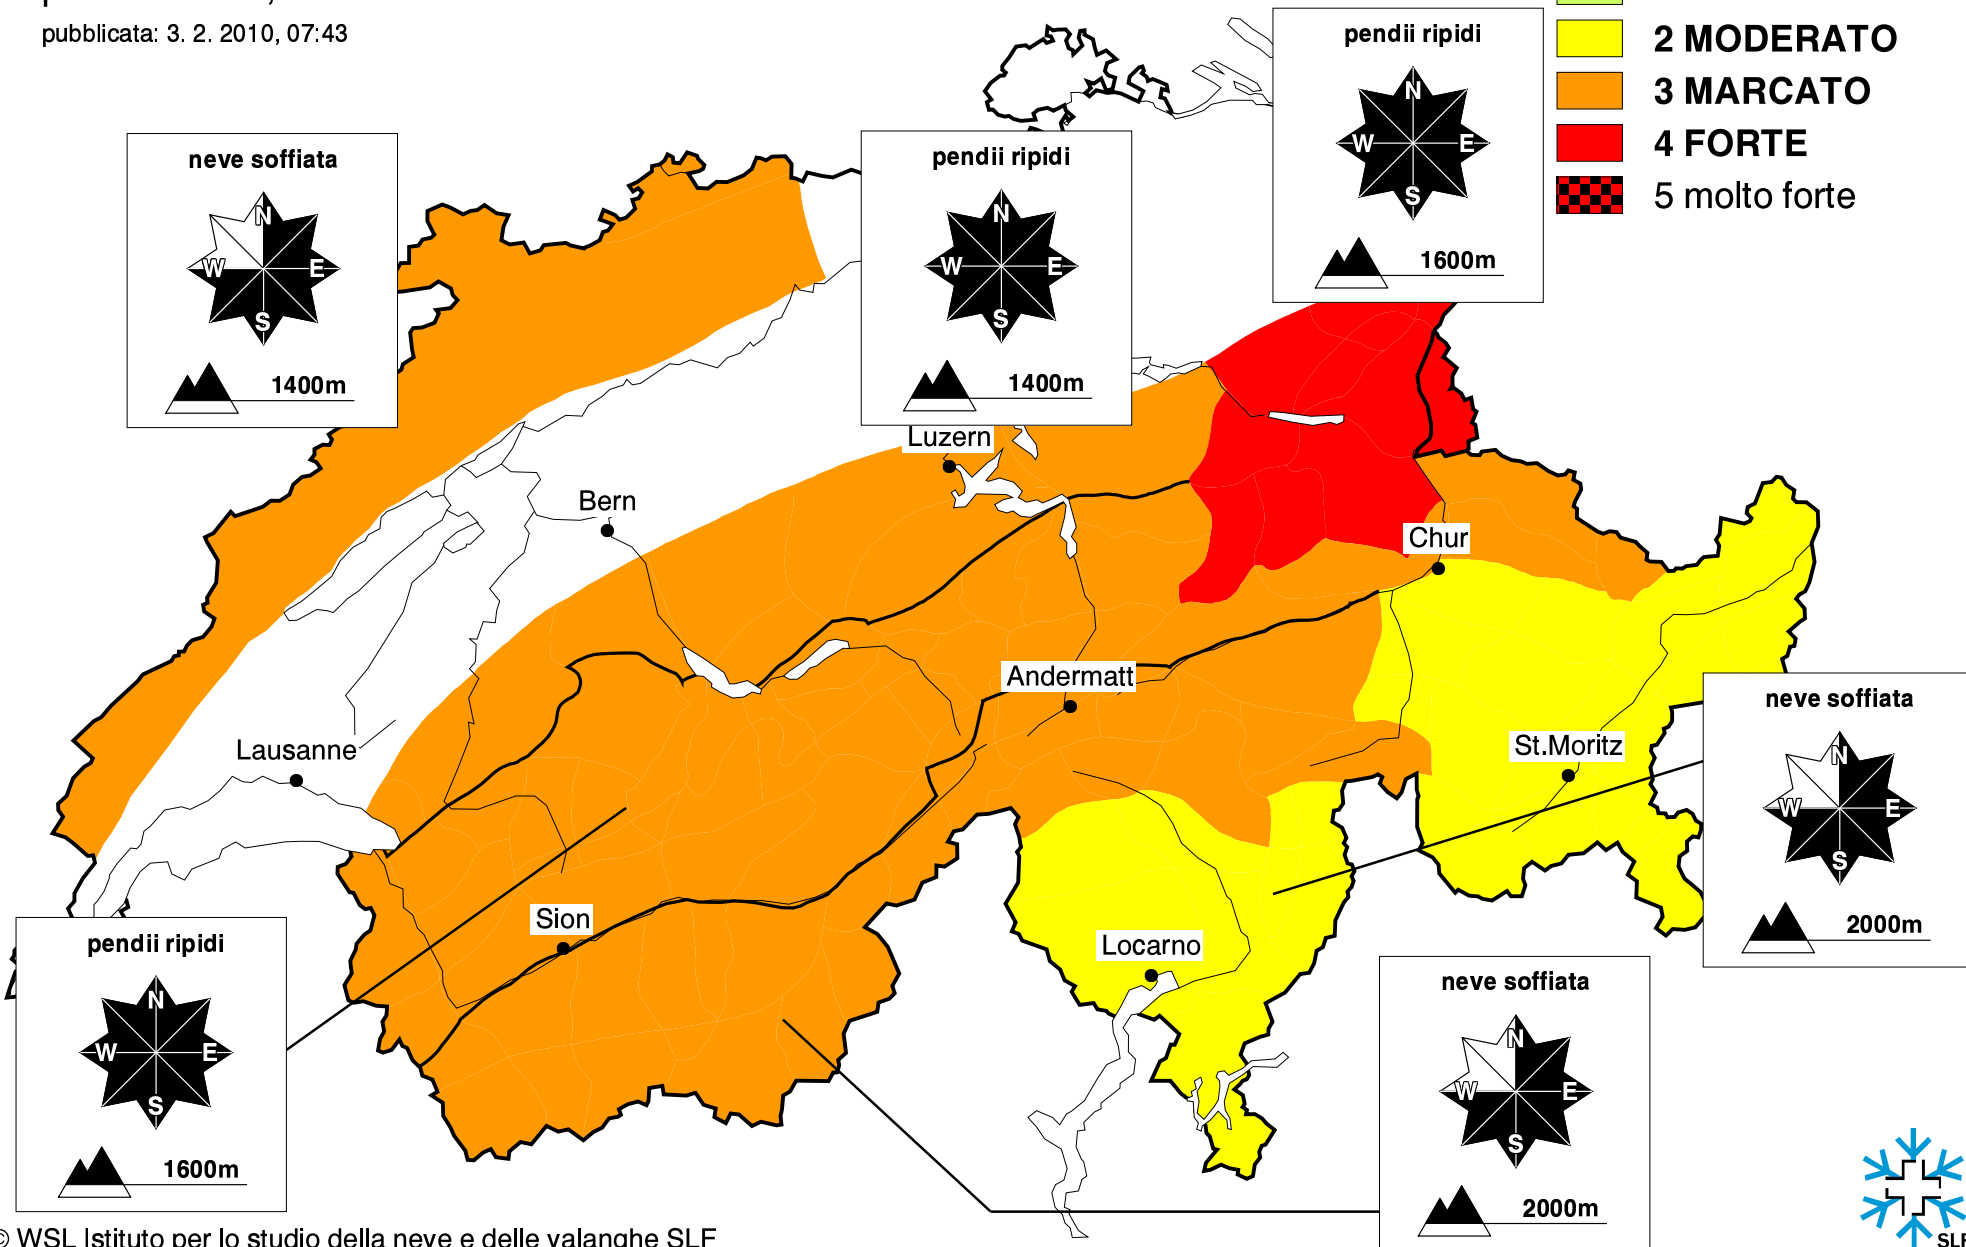 pubblicata: 3. 2. 2010, 07:43
2 MODERATO
3 MARCATO
4 FORTE
5 molto forte
pendii ripidi
N
W E
S
1600m
neve soffiata
N
W E
S
1400m
pendii ripidi
N
W E
S
1400m
Luzern
Bern
Chur
Andermatt
Lausanne
St.Moritz
Sion
Locarno
neve soffiata
N
W E
S
2000m
pendii ripidi
N
W E
S
1600m
neve soffiata
N
W E
S
2000m
© WSL Istituto per lo studio della neve e delle valanghe SLF
SLF